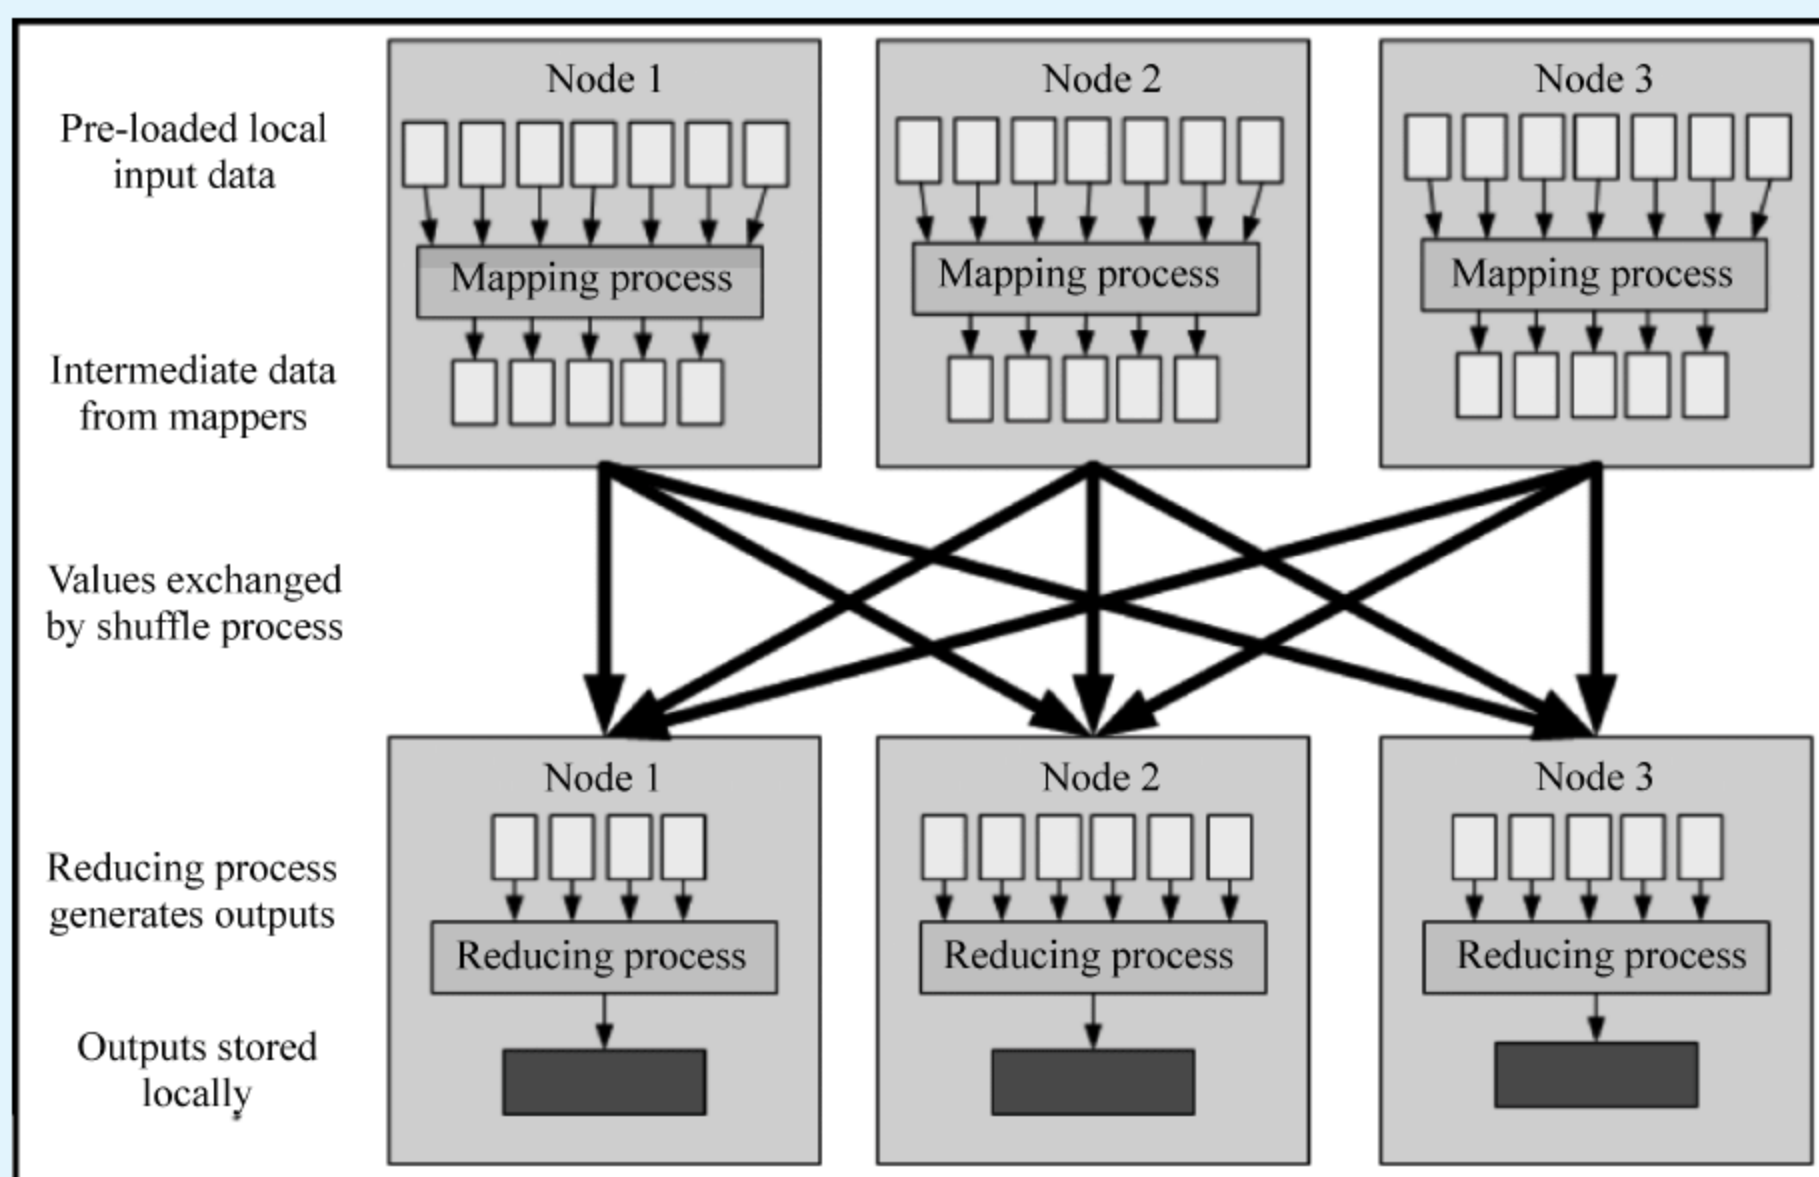 Node 1
Node 2
Node 3
Pre-loaded local
input data
Mapping process
Mapping process
Mapping process
Intermediate data
from mappers
Values exchanged
by shuffle process
Node 1
Node 2
Node 3
Reducing process
generates outputs
Reducing process
Reducing process
Reducing process
Outputs stored
locally